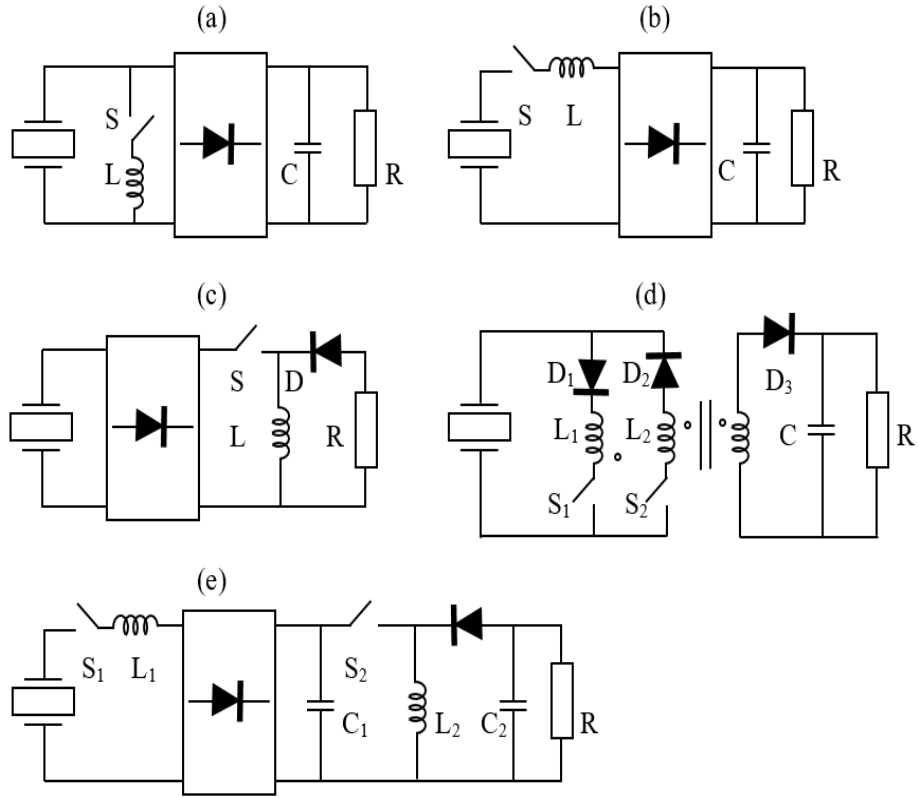 (a)
(b)
S
L
C
R
S
L
C
R
(c)
(d)
S
D
L
R
D₁
D₂
D₃
L₁
L₂
C
R
S₁
S₂
(e)
S₁
L₁
S₂
C₁
L₂
C₂
R